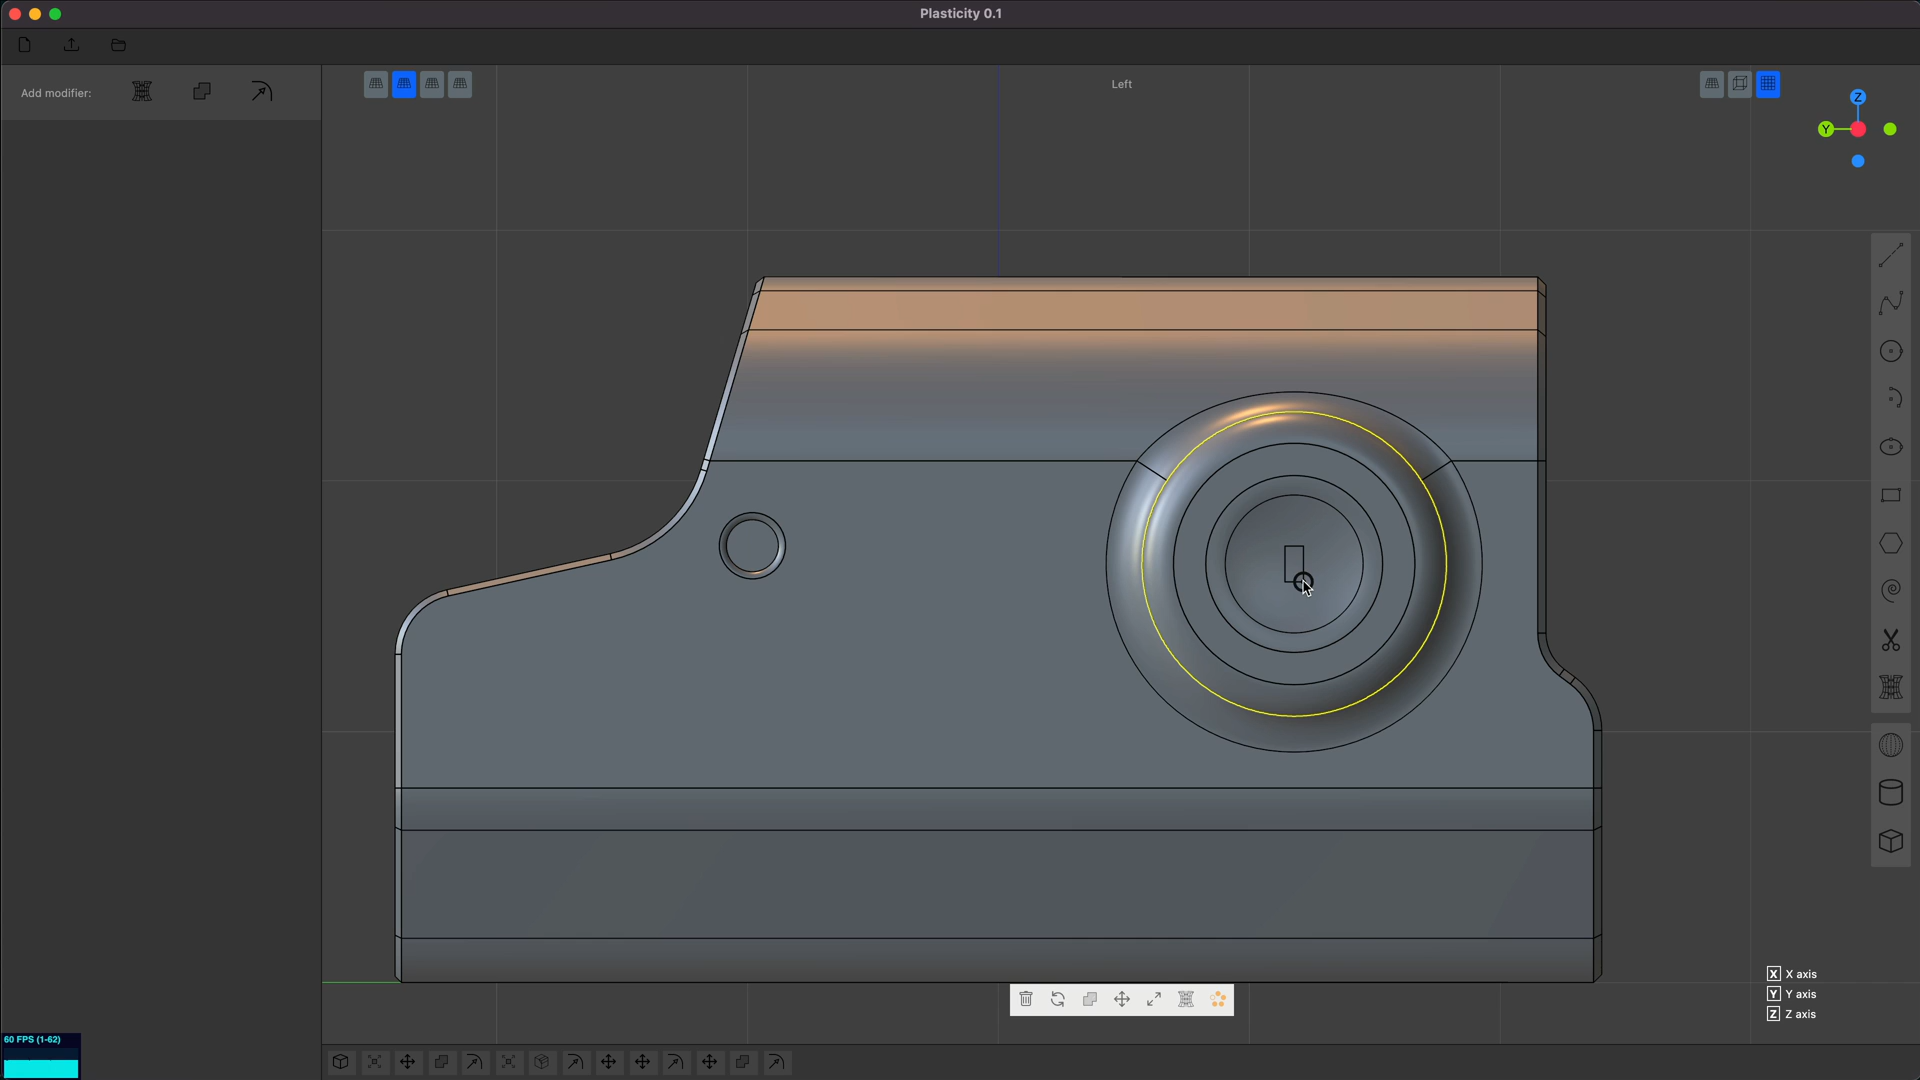 Plasticity 0.1
Add modifier:
Left
Z
Y
X X axis
Y Y axis
Z Z axis
60 FPS (1-62)